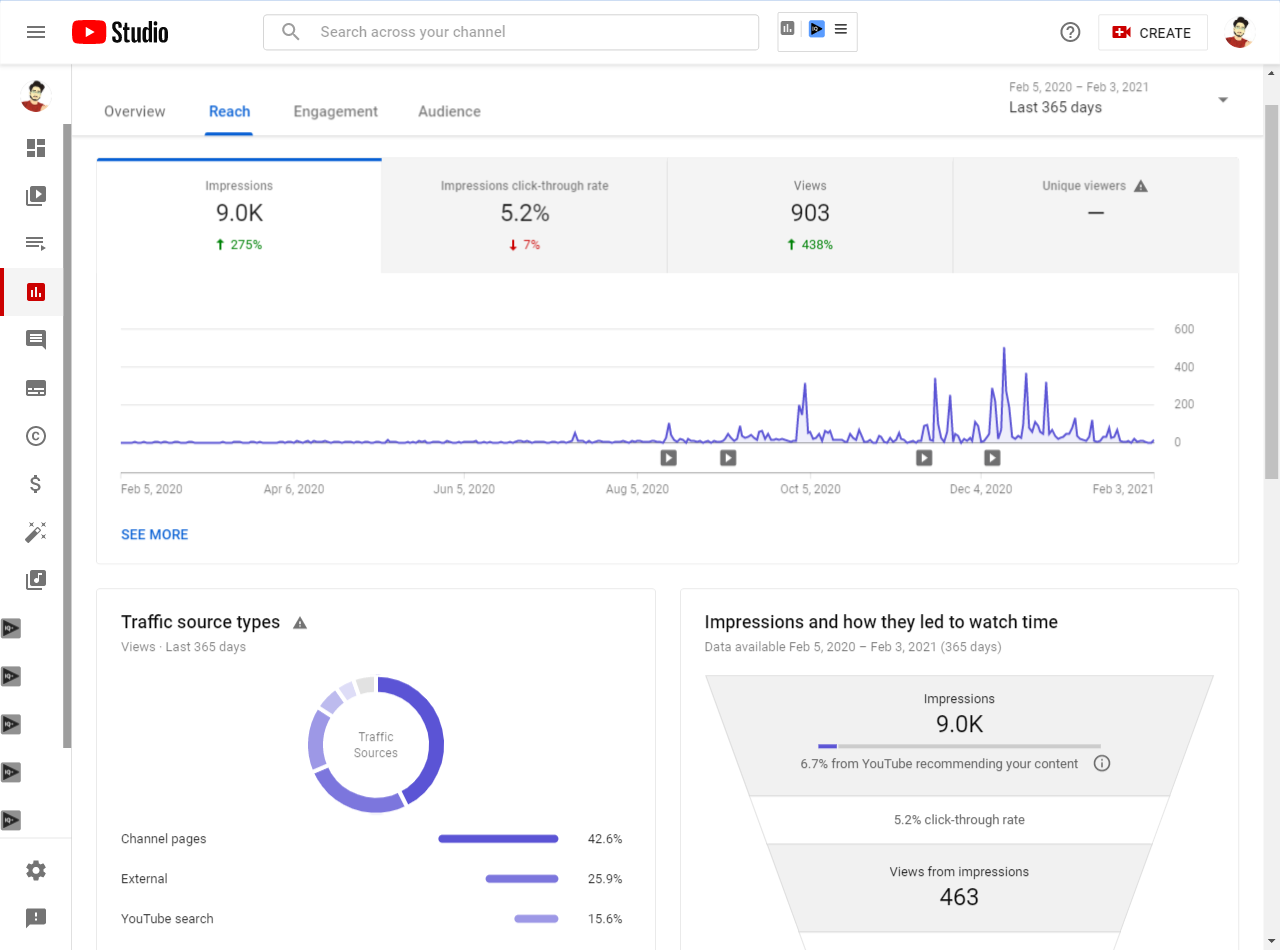 Studio
Search across your channel
CREATE
Overview
Reach
Engagement
Audience
Feb 5, 2020 – Feb 3, 2021
Last 365 days
Impressions
9.0K
275%
Impressions click-through rate
5.2%
7%
Views
903
438%
Unique viewers
—
600
400
200
0
Feb 5, 2020
Apr 6, 2020
Jun 5, 2020
Aug 5, 2020
Oct 5, 2020
Dec 4, 2020
Feb 3, 2021
SEE MORE
Traffic source types
Views · Last 365 days
Traffic
Sources
Channel pages 42.6%
External 25.9%
YouTube search 15.6%
Impressions and how they led to watch time
Data available Feb 5, 2020 – Feb 3, 2021 (365 days)
Impressions
9.0K
6.7% from YouTube recommending your content
5.2% click-through rate
Views from impressions
463